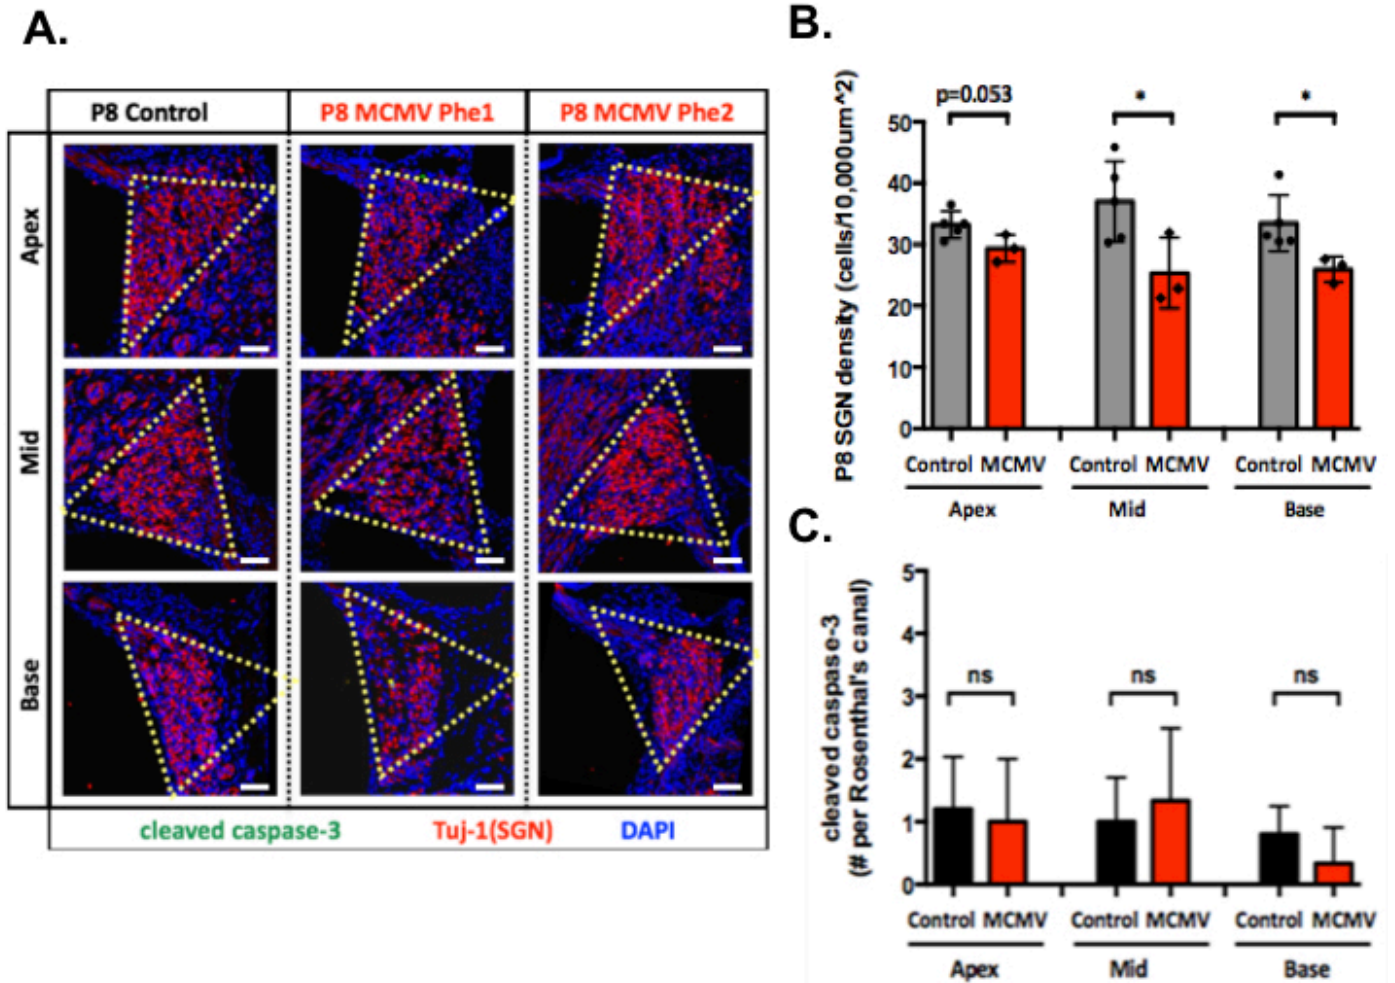 A.
P8 Control P8 MCMV Phe1 P8 MCMV Phe2
Apex
Mid
Base
cleaved caspase-3 Tuj-1(SGN) DAPI
B.
P8 SGN density (cells/10,000um^2)
p=0.053 * *
50
40
30
20
10
0
Control MCMV Control MCMV Control MCMV
Apex Mid Base
C.
cleaved caspase-3
(# per Rosenthal's canal)
5
4
3
2
1
0
ns ns ns
Control MCMV Control MCMV Control MCMV
Apex Mid Base